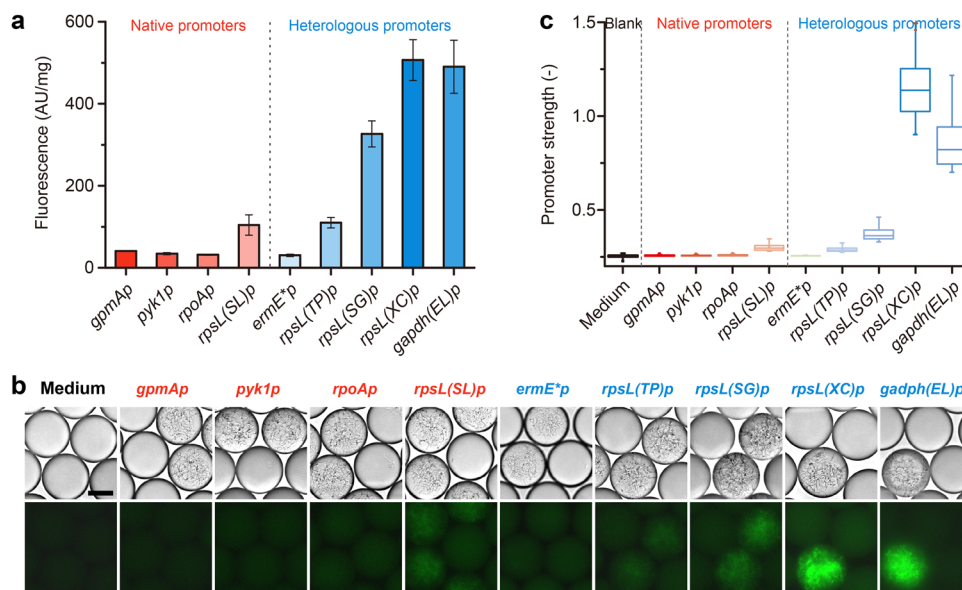 a
Native promoters
Heterologous promoters
Fluorescence (AU/mg)
600
400
200
0
gpmAp
pyk1p
rpoAp
rpsL(SL)p
ermE*p
rpsL(TP)p
rpsL(SG)p
rpsL(XC)p
gapdh(EL)p
c
Blank
Native promoters
Heterologous promoters
Promoter strength (-)
1.5
1.0
0.5
Medium
gpmAp
pyk1p
rpoAp
rpsL(SL)p
ermE*p
rpsL(TP)p
rpsL(SG)p
rpsL(XC)p
gapdh(EL)p
b
Medium
gpmAp
pyk1p
rpoAp
rpsL(SL)p
ermE*p
rpsL(TP)p
rpsL(SG)p
rpsL(XC)p
gadph(EL)p